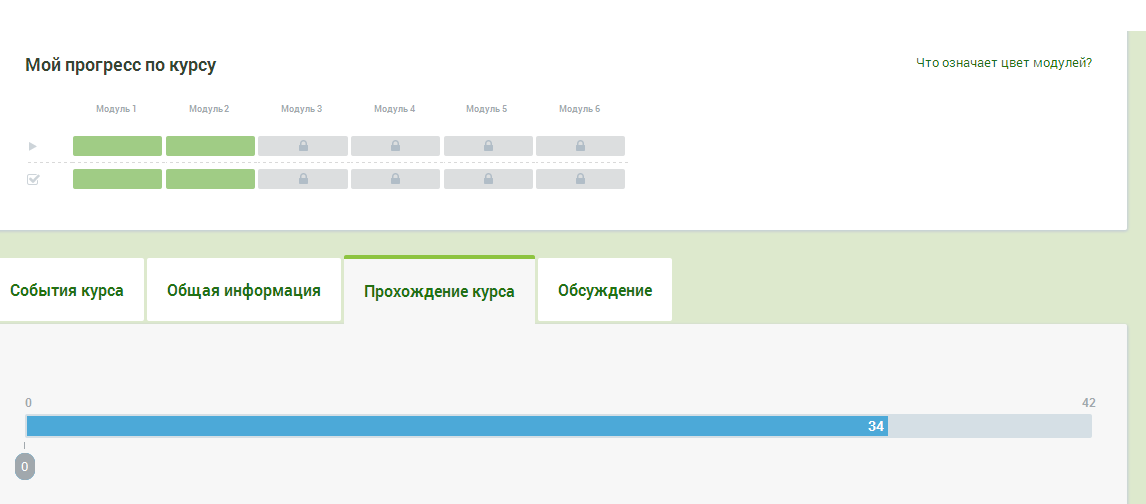 Мой прогресс по курсу
Что означает цвет модулей?
Модуль 1 Модуль 2 Модуль 3 Модуль 4 Модуль 5 Модуль 6
События курса Общая информация Прохождение курса Обсуждение
0 42
34
0